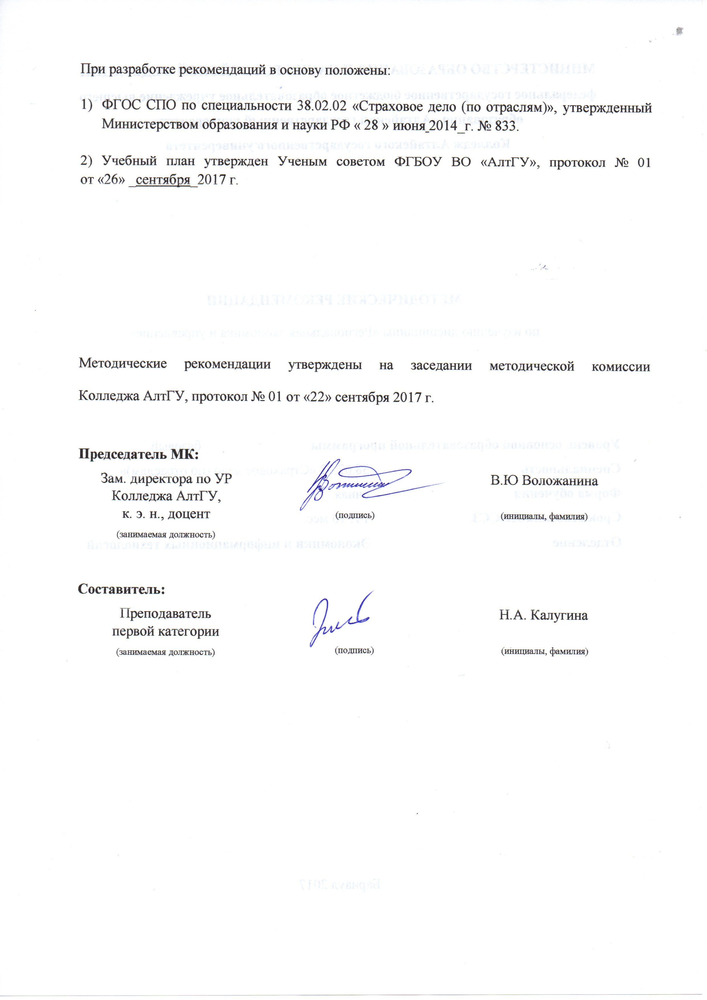 При разработке рекомендаций в основу положены:
1) ФГОС СПО по специальности 38.02.02 «Страховое дело (по отраслям)», утвержденный
Министерством образования и науки РФ « 28 » июня_2014_г. № 833.
2) Учебный план утвержден Ученым советом ФГБОУ ВО «АлтГУ», протокол № 01
от «26» _сентября_2017 г.
Методические рекомендации утверждены на заседании методической комиссии
Колледжа АлтГУ, протокол № 01 от «22» сентября 2017 г.
Председатель МК:
Зам. директора по УР
Колледжа АлтГУ,
к. э. н., доцент
(занимаемая должность)
(подпись)
В.Ю Воложанина
(инициалы, фамилия)
Составитель:
Преподаватель
первой категории
(занимаемая должность)
(подпись)
Н.А. Калугина
(инициалы, фамилия)